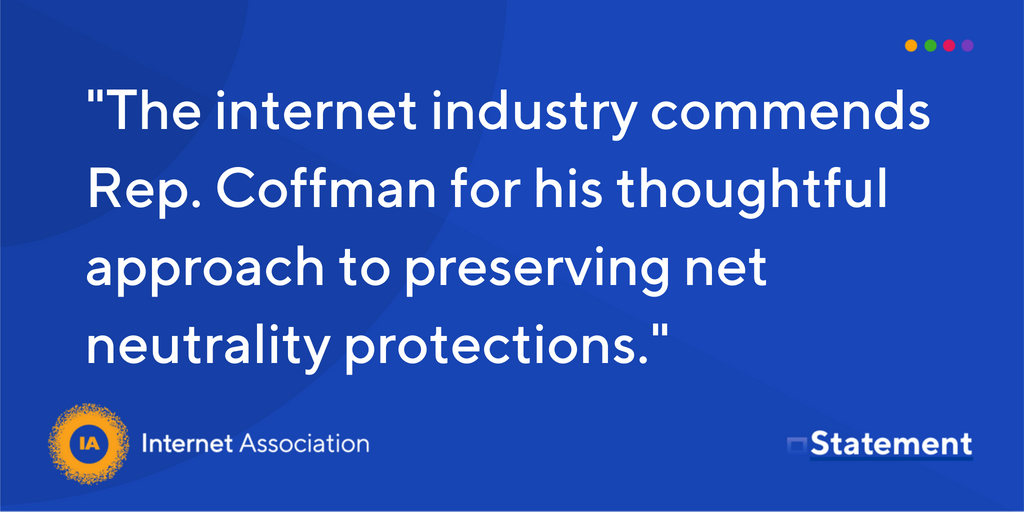 "The internet industry commends
Rep. Coffman for his thoughtful
approach to preserving net
neutrality protections."
IA
Internet Association
Statement